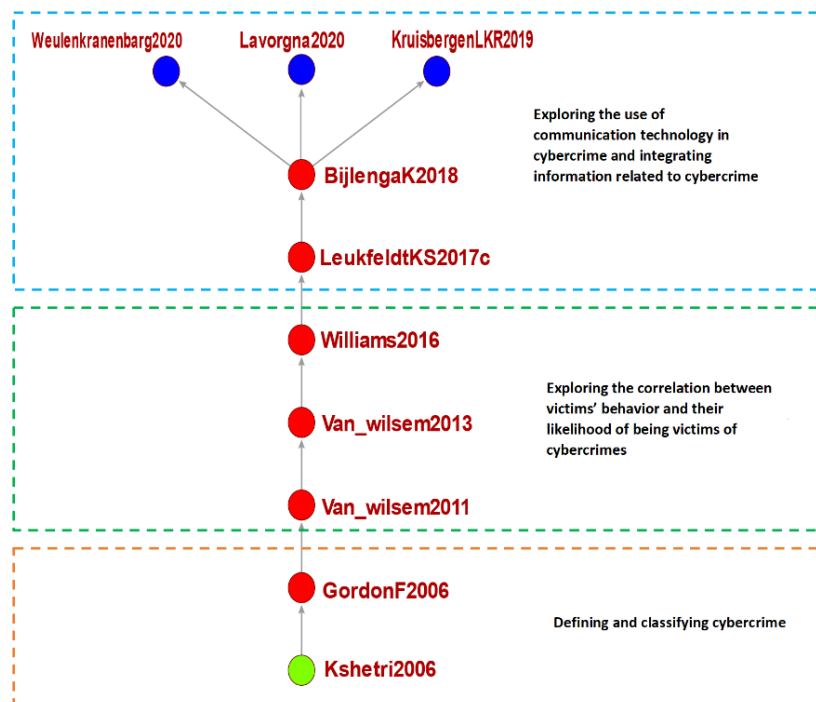 Weulenkranenbarg2020
Lavorgna2020
KruisbergenLKR2019
Exploring the use of
communication technology in
cybercrime and integrating
information related to cybercrime
BijlengaK2018
LeukfeldtKS2017c
Williams2016
Exploring the correlation between
victims' behavior and their
likelihood of being victims of
cybercrimes
Van_wilsem2013
Van_wilsem2011
GordonF2006
Defining and classifying cybercrime
Kshetri2006